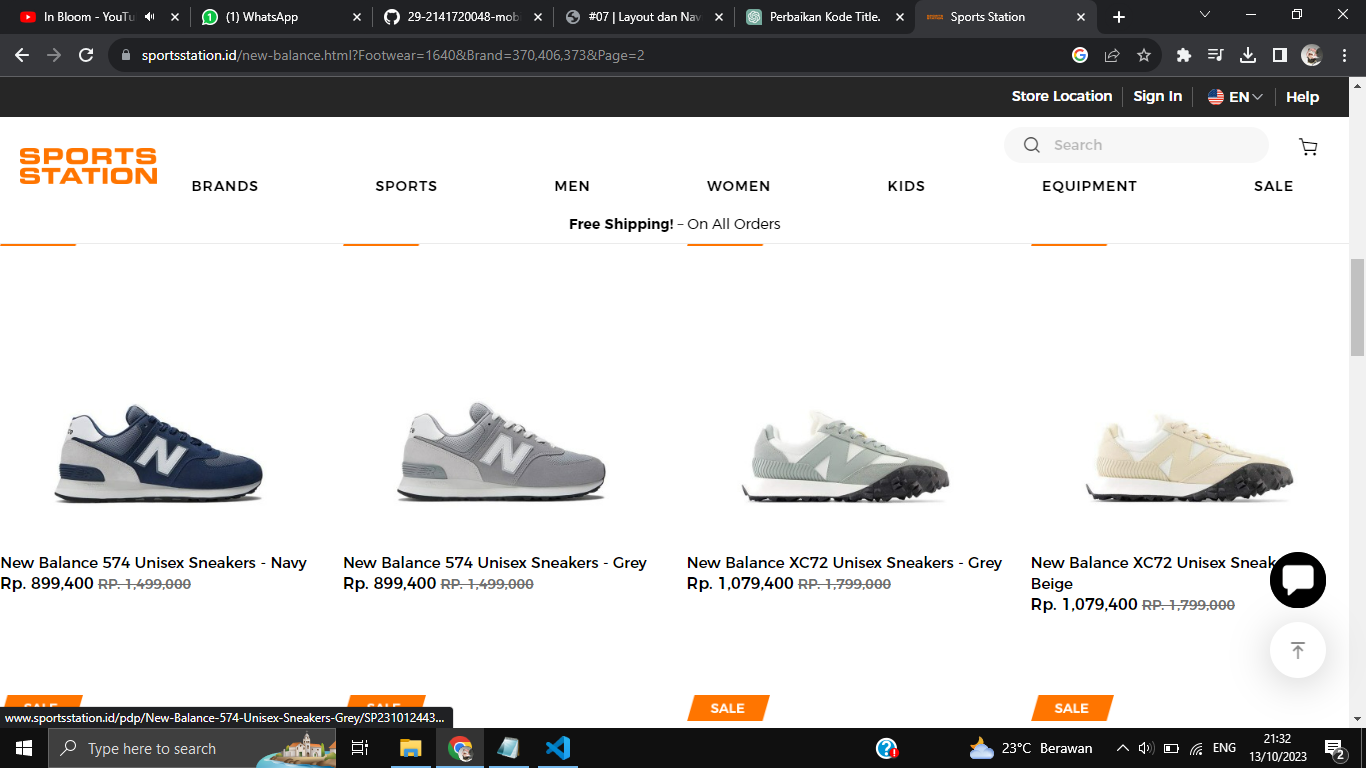 In Bloom - YouTu
(1) WhatsApp
29-2141720048-mobi
#07 | Layout dan Nav
Perbaikan Kode Title.
Sports Station
sportsstation.id/new-balance.html?Footwear=1640&Brand=370,406,373&Page=2
Store Location
Sign In
EN
Help
SPORTS
STATION
Search
BRANDS
SPORTS
MEN
WOMEN
KIDS
EQUIPMENT
SALE
Free Shipping! – On All Orders
New Balance 574 Unisex Sneakers - Navy
Rp. 899,400 RP. 1,499,000
New Balance 574 Unisex Sneakers - Grey
Rp. 899,400 RP. 1,499,000
New Balance XC72 Unisex Sneakers - Grey
Rp. 1,079,400 RP. 1,799,000
New Balance XC72 Unisex Sneak
Beige
Rp. 1,079,400 RP. 1,799,000
SALE
SALE
SALE
SALE
www.sportsstation.id/pdp/New-Balance-574-Unisex-Sneakers-Grey/SP231012443...
Type here to search
23°C Berawan
ENG
21:32
13/10/2023
2